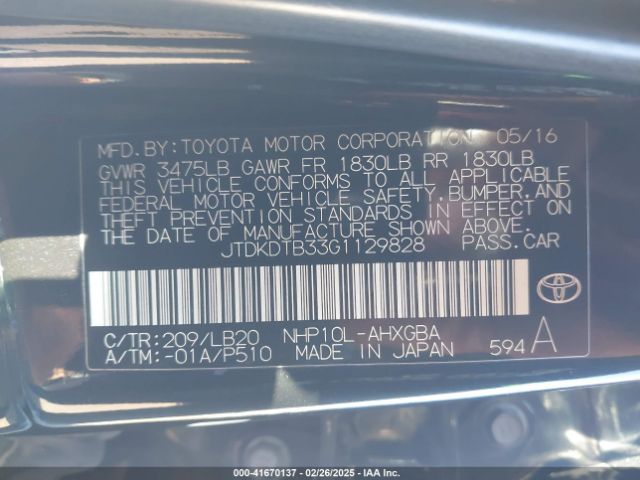 MFD.BY:TOYOTA MOTOR CORPORATION 05/16
GVWR 3475LB GAWR FR 1830LB RR 1830LB
THIS VEHICLE CONFORMS TO ALL APPLICABLE
FEDERAL MOTOR VEHICLE SAFETY,BUMPER,AND
THEFT PREVENTION STANDARDS IN EFFECT ON
THE DATE OF MANUFACTURE SHOWN ABOVE.
JTDKDTB33G1129828 PASS.CAR
C/TR:209/LB20 NHP10L-AHXGBA
A/TM:-01A/P510 MADE IN JAPAN 594 A
000-41670137 - 02/26/2025 - IAA Inc.